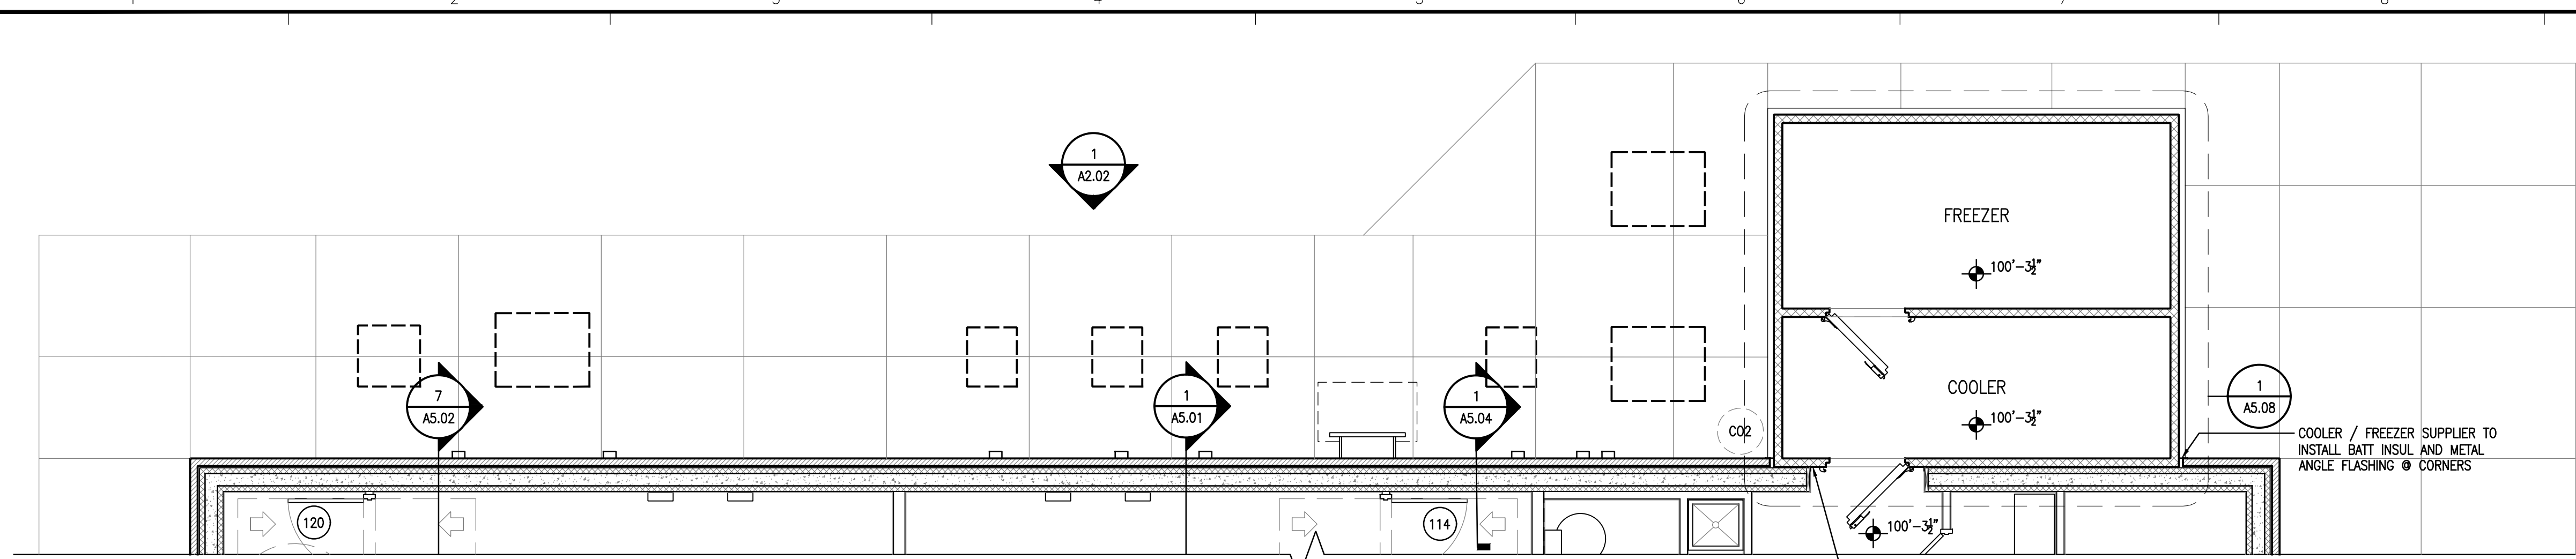 1
A2.02
FREEZER
100'-3½"
7
A5.02
1
A5.01
1
A5.04
COOLER
100'-3½"
1
A5.08
CO2
COOLER / FREEZER SUPPLIER TO
INSTALL BATT INSUL AND METAL
ANGLE FLASHING @ CORNERS
120
114
100'-3½"